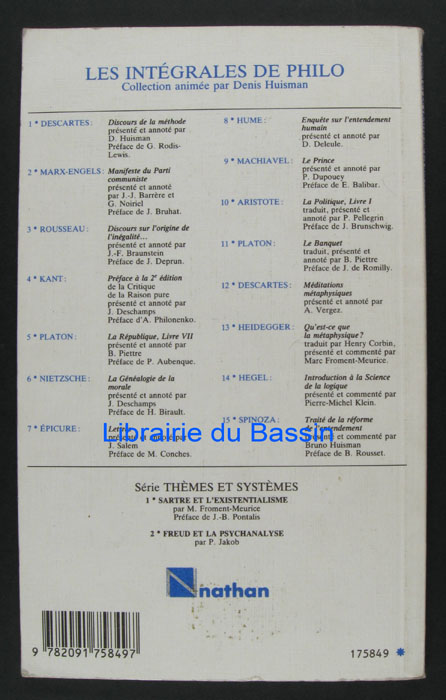 LES INTÉGRALES DE PHILO
Collection animée par Denis Huisman
1 * DESCARTES: Discours de la méthode
présenté et annoté par
D. Huisman
Préface de G. Rodis-
Lewis.
2 * MARX-ENGELS: Manifeste du Parti
communiste
présenté et annoté
par J.-J. Barrère et
G. Noiriel
Préface de J. Bruhat.
3 * ROUSSEAU: Discours sur l'origine de
l'inégalité...
présenté et annoté par
J.-F. Braunstein
Préface de J. Deprun.
4 * KANT: Préface à la 2e édition
de la Critique
de la Raison pure
présenté et annoté par
J. Deschamps
Préface d'A. Philonenko.
5 * PLATON: La République, Livre VII
présenté et annoté par
B. Piettre
Préface de P. Aubenque.
6 * NIETZSCHE: La Généalogie de la
morale
présenté et annoté par
J. Deschamps
Préface de H. Birault.
7 * ÉPICURE: Lettres
présenté et annoté par
J. Salem
Préface de M. Conches.
8 * HUME: Enquête sur l'entendement
humain
présenté et annoté par
D. Deleule.
9 * MACHIAVEL: Le Prince
présenté et annoté par
P. Dupouey
Préface de E. Balibar.
10 * ARISTOTE: La Politique, Livre I
traduit, présenté et
annoté par P. Pellegrin
Préface de J. Brunschwig.
11 * PLATON: Le Banquet
traduit, présenté et
annoté par B. Piettre
Préface de J. de Romilly.
12 * DESCARTES: Méditations
métaphysiques
présenté et annoté par
A. Vergez.
13 * HEIDEGGER: Qu'est-ce que
la métaphysique?
traduit par Henry Corbin,
présenté et commenté par
Marc Froment-Meurice.
14 * HEGEL: Introduction à la Science
de la logique
présenté et commenté par
Pierre-Michel Klein.
15 * SPINOZA: Traité de la réforme
de l'entendement
présenté et commenté par
Bruno Huisman
Préface de B. Rousset.
Librairie du Bassin
Série THÈMES ET SYSTÈMES
1 * SARTRE ET L'EXISTENTIALISME
par M. Froment-Meurice
Préface de J.-B. Pontalis
2 * FREUD ET LA PSYCHANALYSE
par P. Jakob
nathan
9 782091 758497
175849 *